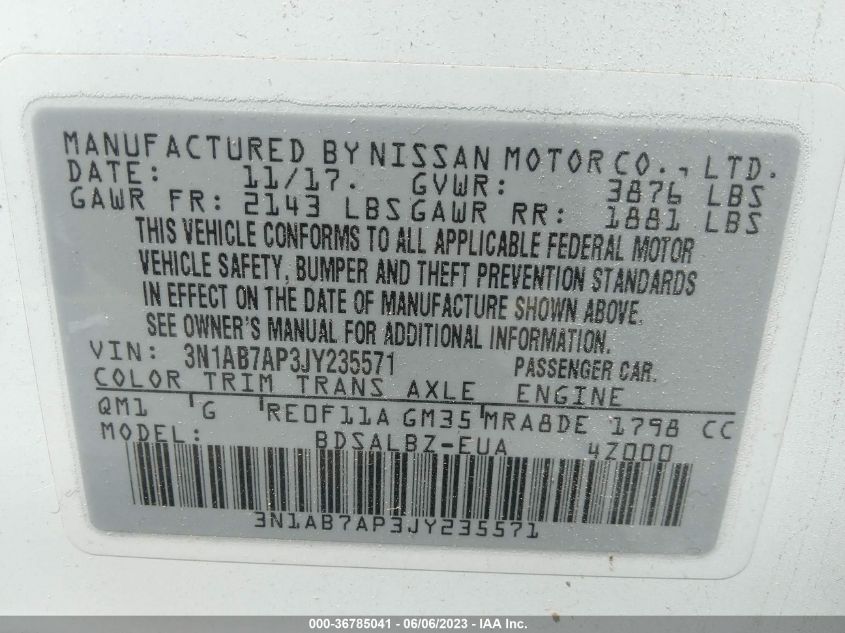 MANUFACTURED BY NISSAN MOTOR CO., LTD.
DATE: 11/17. GVWR: 3876 LBS
GAWR FR: 2143 LBS GAWR RR: 1881 LBS
THIS VEHICLE CONFORMS TO ALL APPLICABLE FEDERAL MOTOR
VEHICLE SAFETY, BUMPER AND THEFT PREVENTION STANDARDS
IN EFFECT ON THE DATE OF MANUFACTURE SHOWN ABOVE.
SEE OWNER'S MANUAL FOR ADDITIONAL INFORMATION.
VIN: 3N1AB7AP3JY235571 PASSENGER CAR.
COLOR TRIM TRANS AXLE ENGINE
QM1 G RE0F11A GM35 MRA8DE 1798 CC
MODEL: BDSALBZ-EUA 4Z000
3N1AB7AP3JY235571
000-36785041 - 06/06/2023 - IAA Inc.